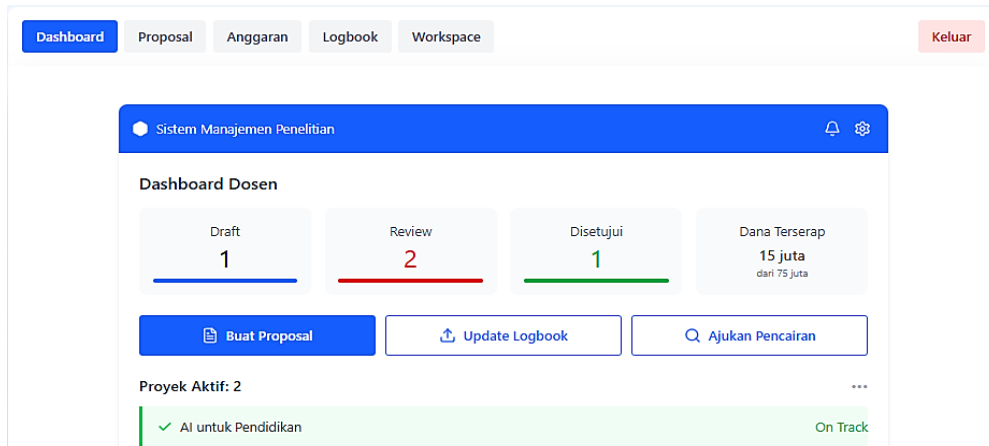 Dashboard Proposal Anggaran Logbook Workspace Keluar
Sistem Manajemen Penelitian
Dashboard Dosen
Draft Review Disetujui Dana Terserap
1 2 1 15 juta
dari 75 juta
Buat Proposal Update Logbook Ajukan Pencairan
Proyek Aktif: 2
AI untuk Pendidikan On Track